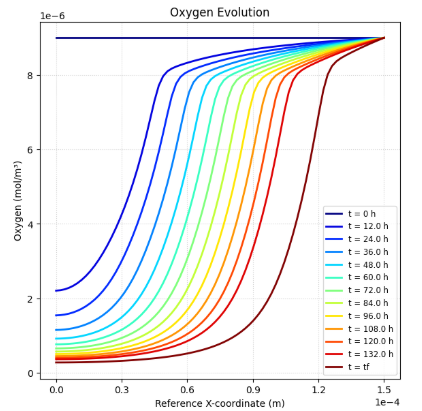 Oxygen Evolution
1e−6
Oxygen (mol/m³)
8
6
4
2
0
t = 0 h
t = 12.0 h
t = 24.0 h
t = 36.0 h
t = 48.0 h
t = 60.0 h
t = 72.0 h
t = 84.0 h
t = 96.0 h
t = 108.0 h
t = 120.0 h
t = 132.0 h
t = tf
0.0 0.3 0.6 0.9 1.2 1.5
Reference X-coordinate (m)
1e−4